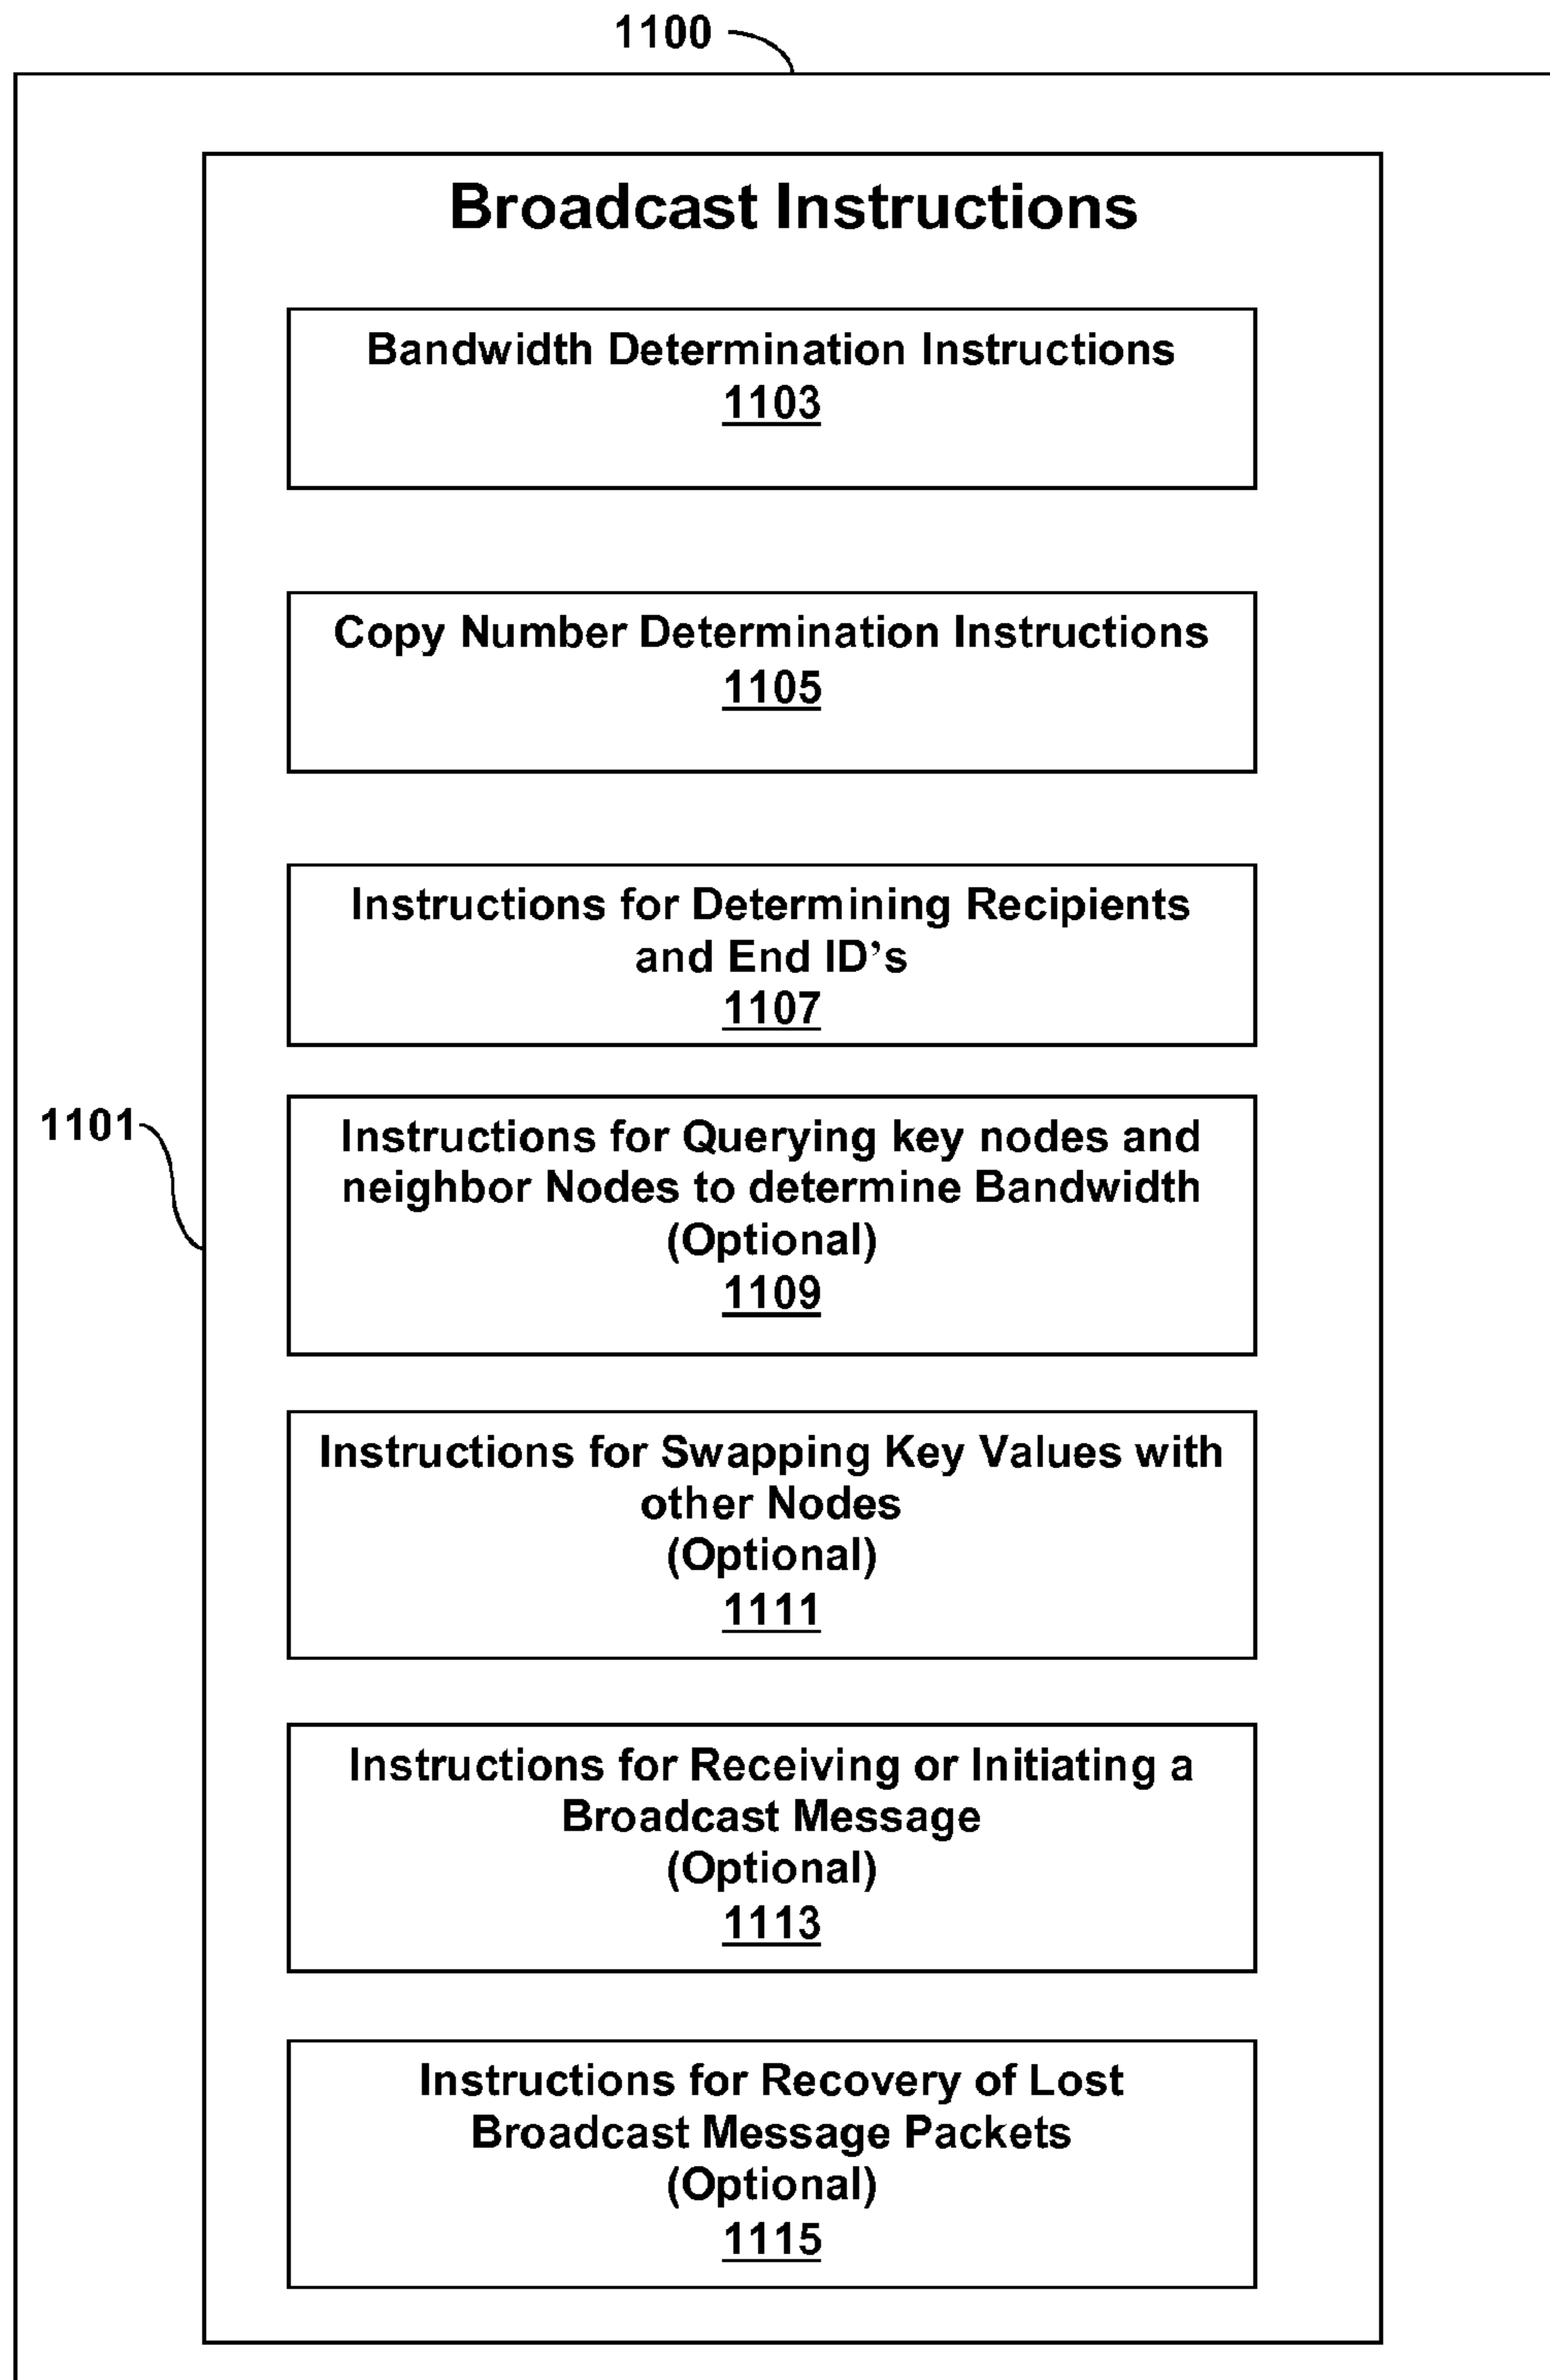 1100
Broadcast Instructions
Bandwidth Determination Instructions
1103
Copy Number Determination Instructions
1105
Instructions for Determining Recipients
and End ID’s
1107
1101
Instructions for Querying key nodes and
neighbor Nodes to determine Bandwidth
(Optional)
1109
Instructions for Swapping Key Values with
other Nodes
(Optional)
1111
Instructions for Receiving or Initiating a
Broadcast Message
(Optional)
1113
Instructions for Recovery of Lost
Broadcast Message Packets
(Optional)
1115